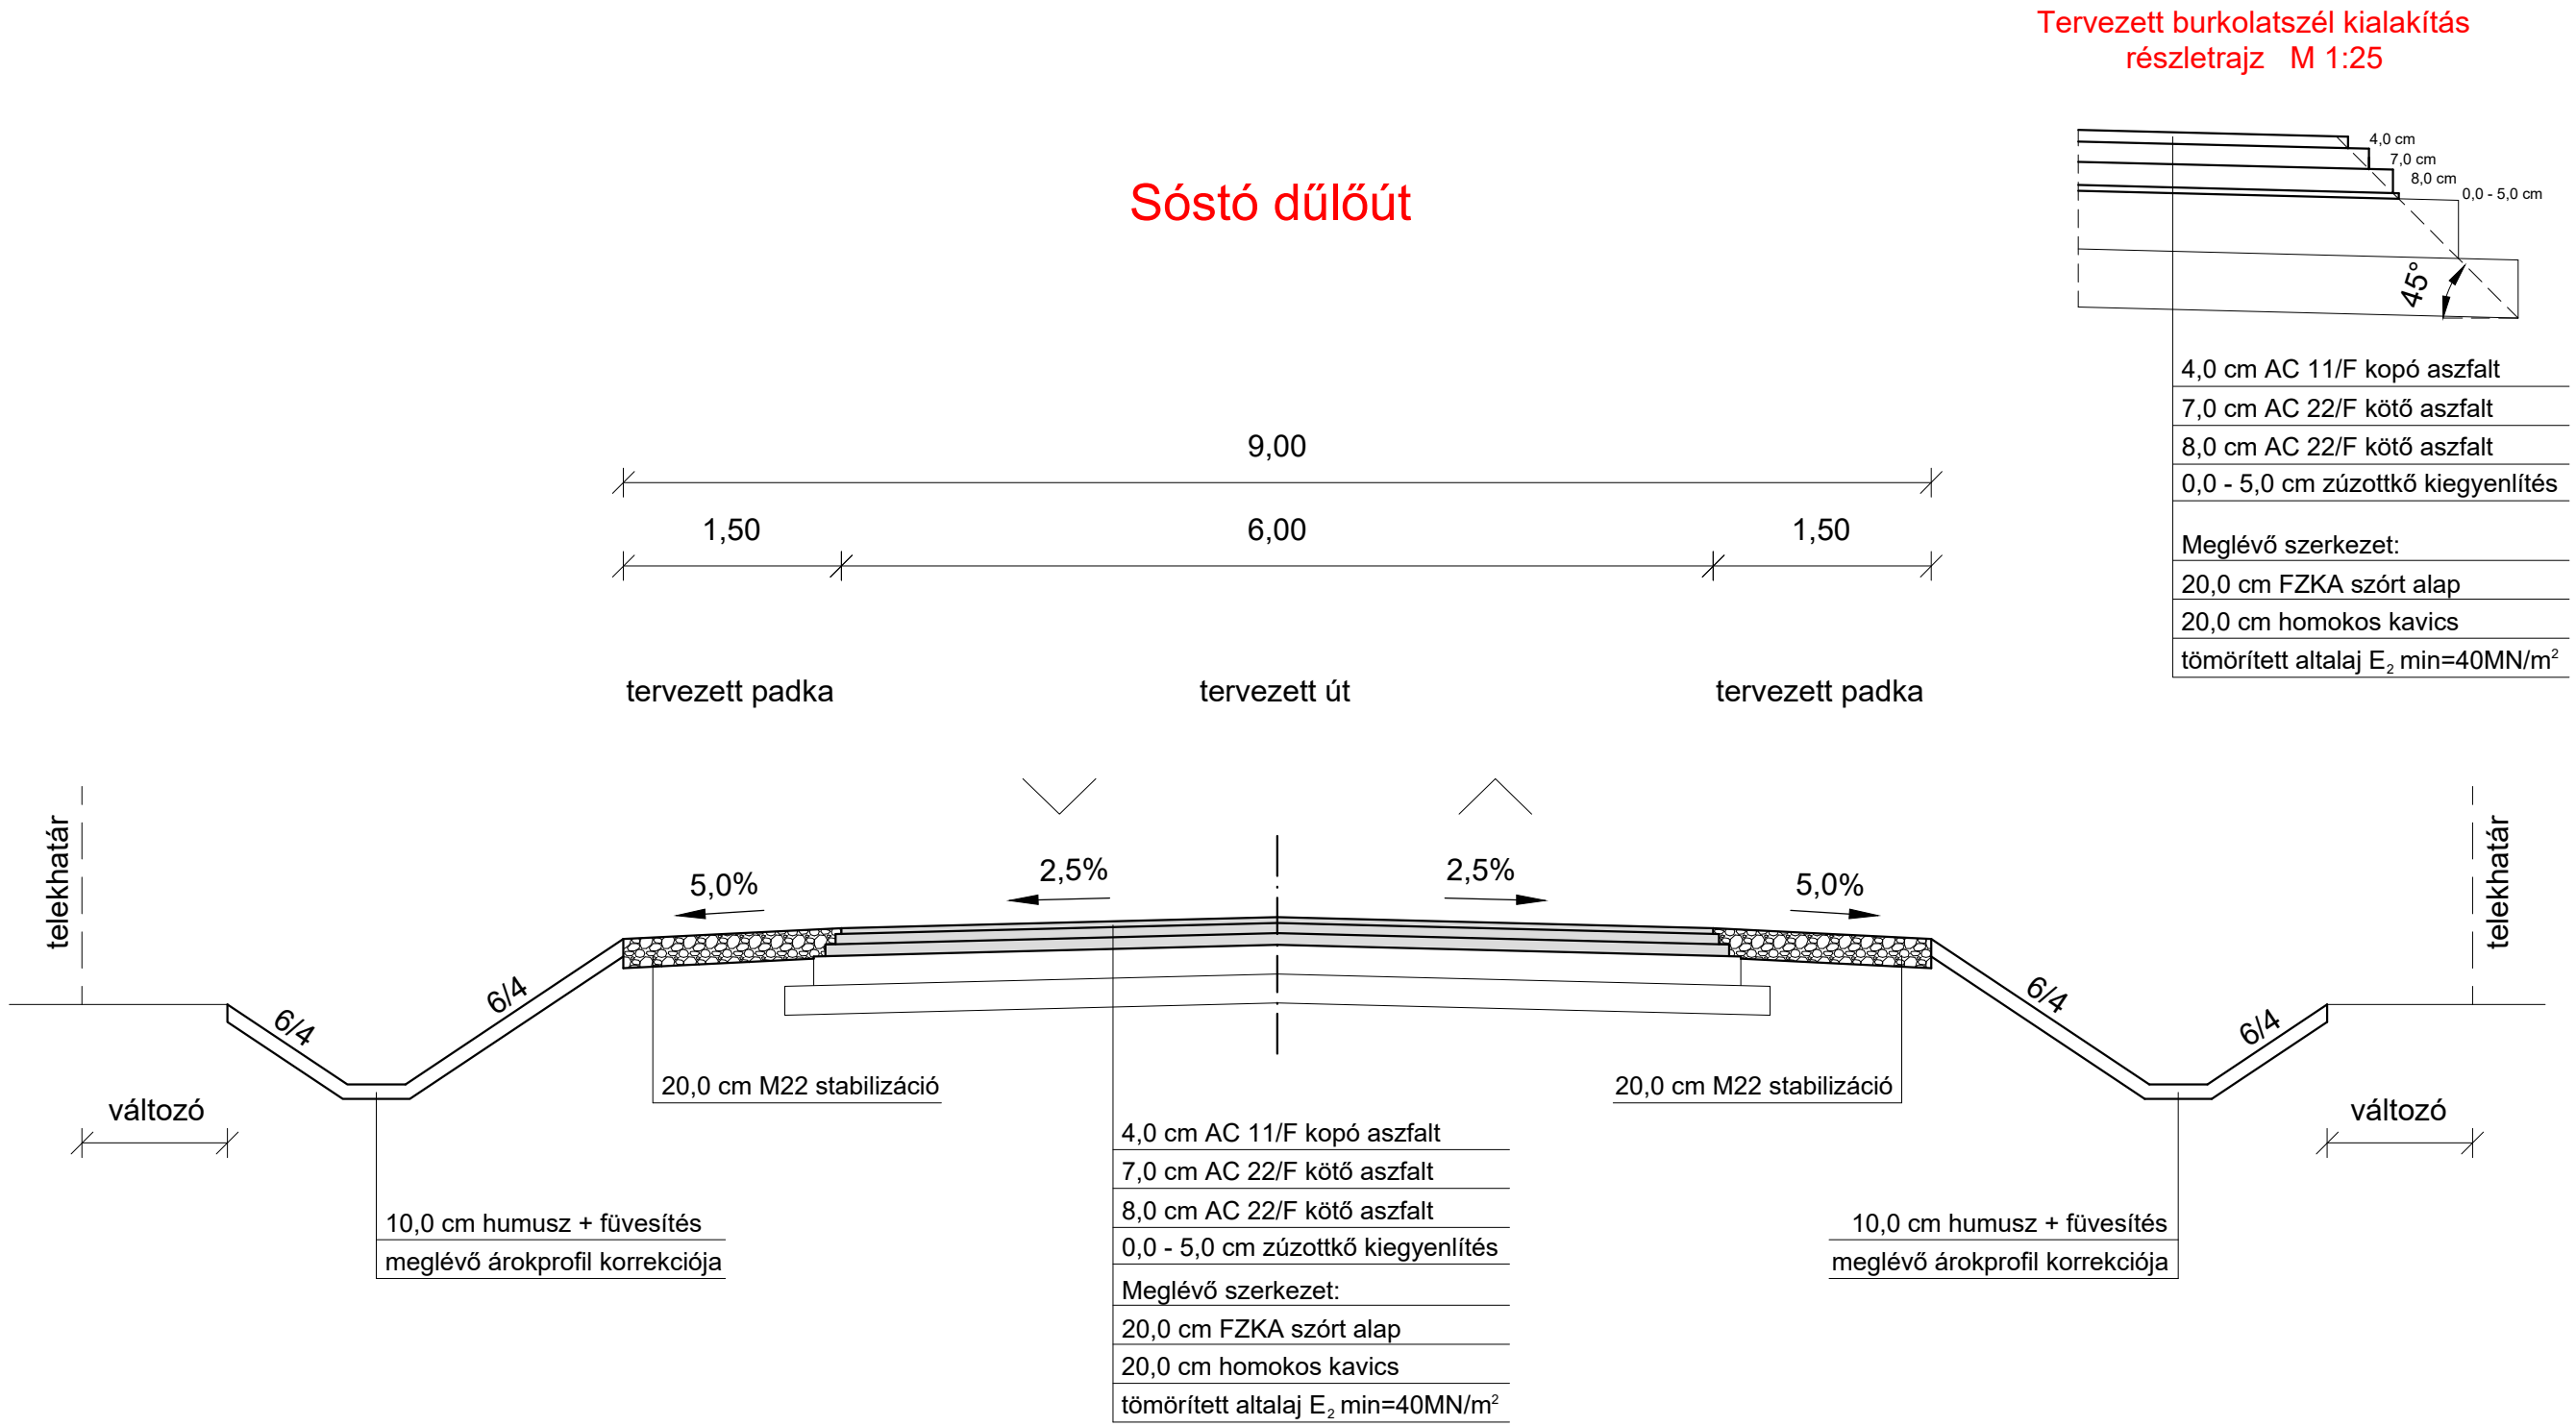 Tervezett burkolatszél kialakítás
részletrajz M 1:25
4,0 cm
7,0 cm
8,0 cm
0,0 - 5,0 cm
45°
4,0 cm AC 11/F kopó aszfalt
7,0 cm AC 22/F kötő aszfalt
8,0 cm AC 22/F kötő aszfalt
0,0 - 5,0 cm zúzottkő kiegyenlítés
Meglévő szerkezet:
20,0 cm FZKA szórt alap
20,0 cm homokos kavics
tömörített altalaj E₂ min=40MN/m²
Sóstó dűlőút
9,00
1,50
6,00
1,50
tervezett padka
tervezett út
tervezett padka
telekhatár
5,0%
2,5%
2,5%
5,0%
telekhatár
6/4
6/4
6/4
6/4
változó
20,0 cm M22 stabilizáció
20,0 cm M22 stabilizáció
változó
10,0 cm humusz + füvesítés
meglévő árokprofil korrekciója
4,0 cm AC 11/F kopó aszfalt
7,0 cm AC 22/F kötő aszfalt
8,0 cm AC 22/F kötő aszfalt
0,0 - 5,0 cm zúzottkő kiegyenlítés
Meglévő szerkezet:
20,0 cm FZKA szórt alap
20,0 cm homokos kavics
tömörített altalaj E₂ min=40MN/m²
10,0 cm humusz + füvesítés
meglévő árokprofil korrekciója